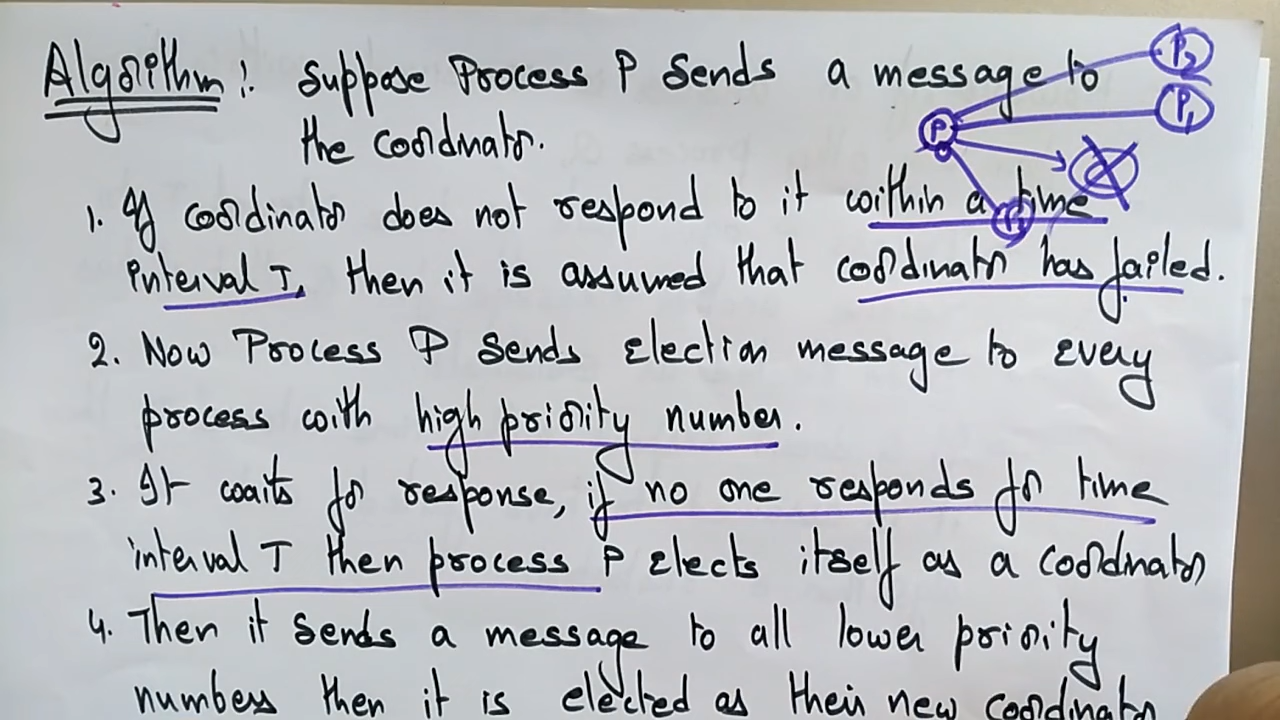 Algorithm: Suppose Process P Sends a message to
the coordinator.
1. If coordinator does not respond to it within a time
interval T, then it is assumed that coordinator has failed.
2. Now Process P Sends Election message to Every
process with high priority number.
3. It waits for response, if no one responds for time
interval T then process P Elects itself as a coordinator
4. Then it Sends a message to all lower priority
numbers then it is elected as their new coordinator
P2
P1
P